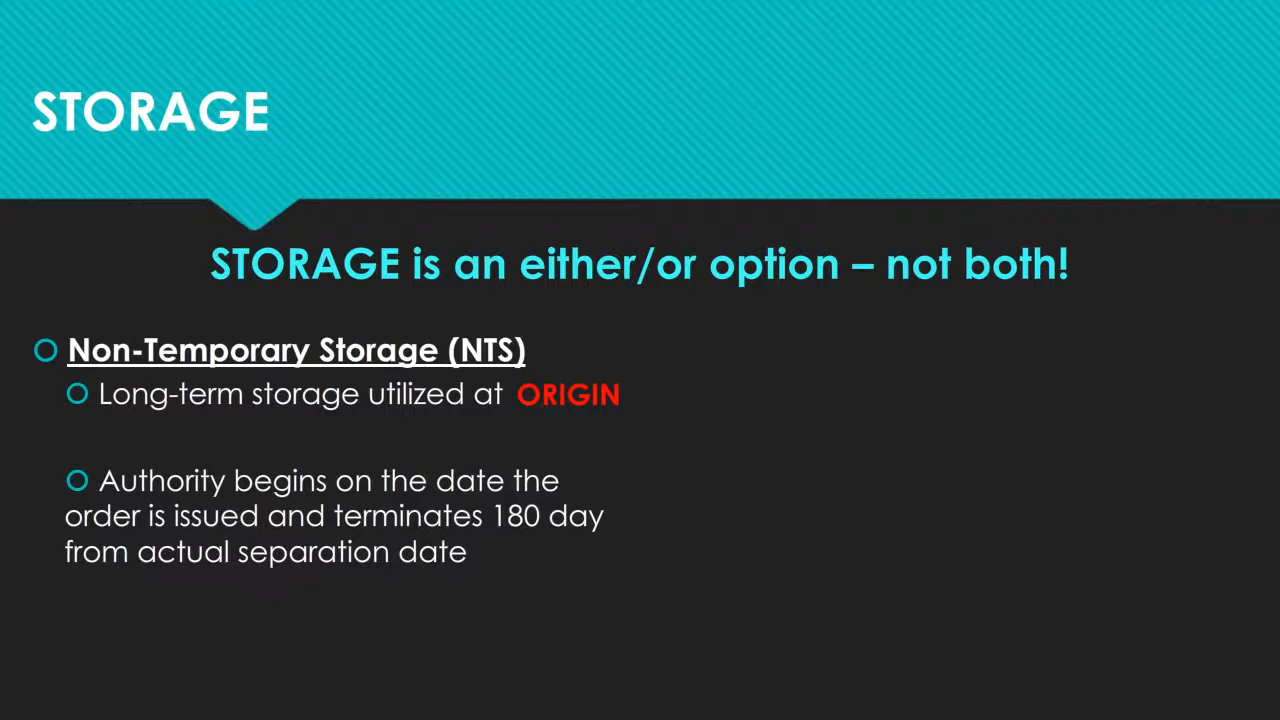 STORAGE
STORAGE is an either/or option – not both!
Non-Temporary Storage (NTS)
Long-term storage utilized at ORIGIN
Authority begins on the date the
order is issued and terminates 180 day
from actual separation date